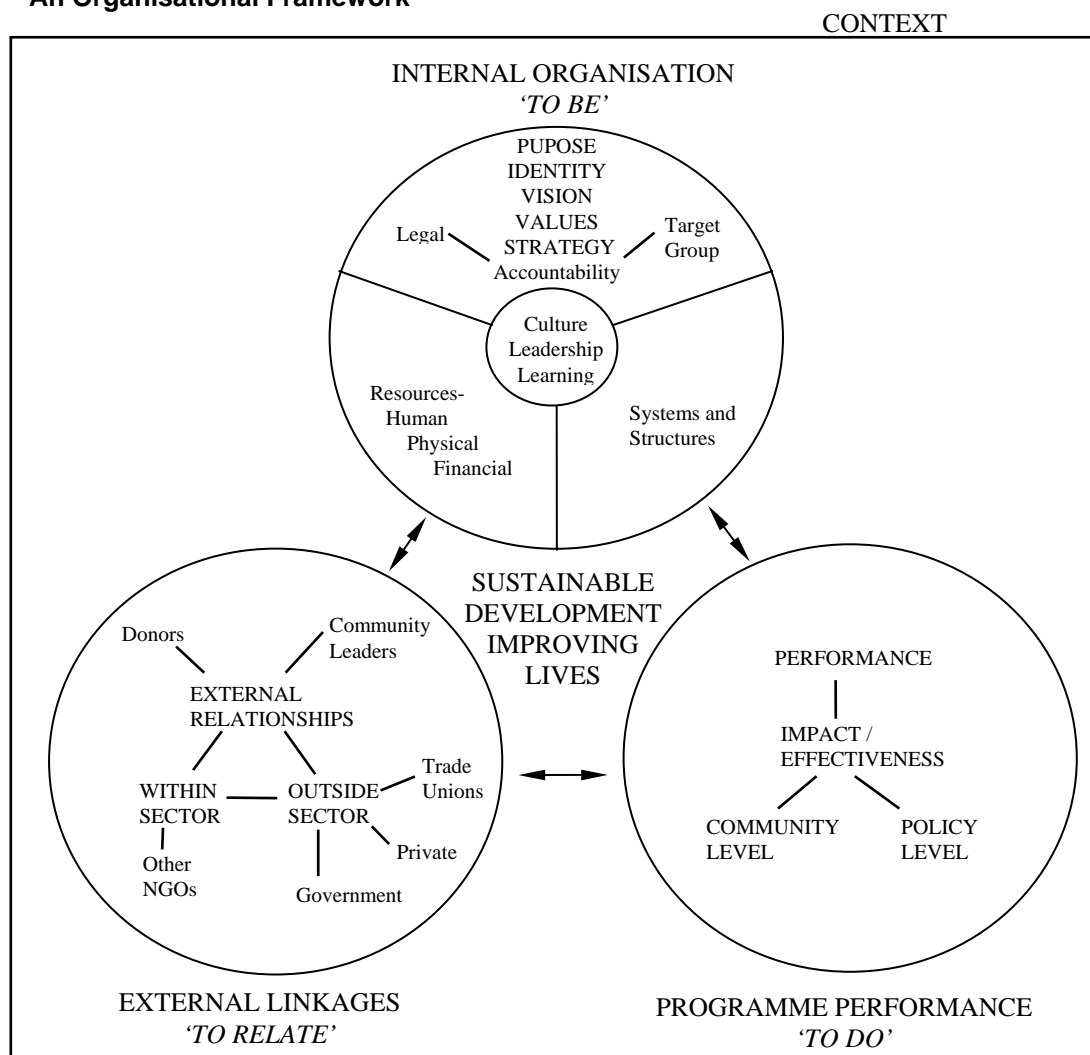 An Organisational Framework
CONTEXT
INTERNAL ORGANISATION
‘TO BE’
PUPOSE
IDENTITY
VISION
VALUES
STRATEGY
Accountability
Legal
Target
Group
Culture
Leadership
Learning
Resources-
Human
Physical
Financial
Systems and
Structures
SUSTAINABLE
DEVELOPMENT
IMPROVING
LIVES
Donors
Community
Leaders
EXTERNAL
RELATIONSHIPS
WITHIN
SECTOR
OUTSIDE
SECTOR
Trade
Unions
Private
Other
NGOs
Government
PERFORMANCE
IMPACT /
EFFECTIVENESS
COMMUNITY
LEVEL
POLICY
LEVEL
EXTERNAL LINKAGES
‘TO RELATE’
PROGRAMME PERFORMANCE
‘TO DO’